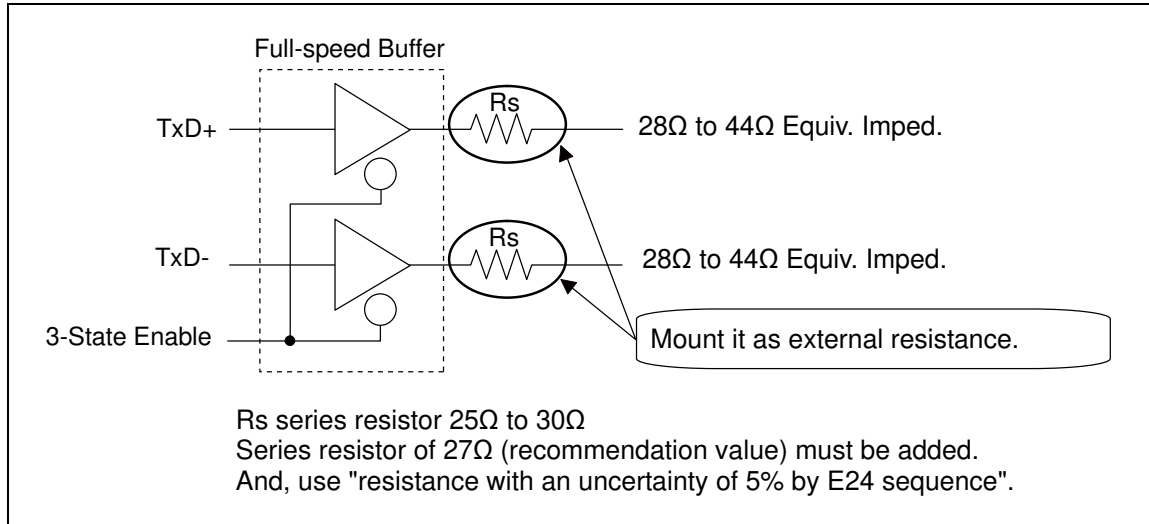 Full-speed Buffer
Rs
TxD+
28Ω to 44Ω Equiv. Imped.
Rs
TxD-
28Ω to 44Ω Equiv. Imped.
3-State Enable
Mount it as external resistance.
Rs series resistor 25Ω to 30Ω
Series resistor of 27Ω (recommendation value) must be added.
And, use "resistance with an uncertainty of 5% by E24 sequence".